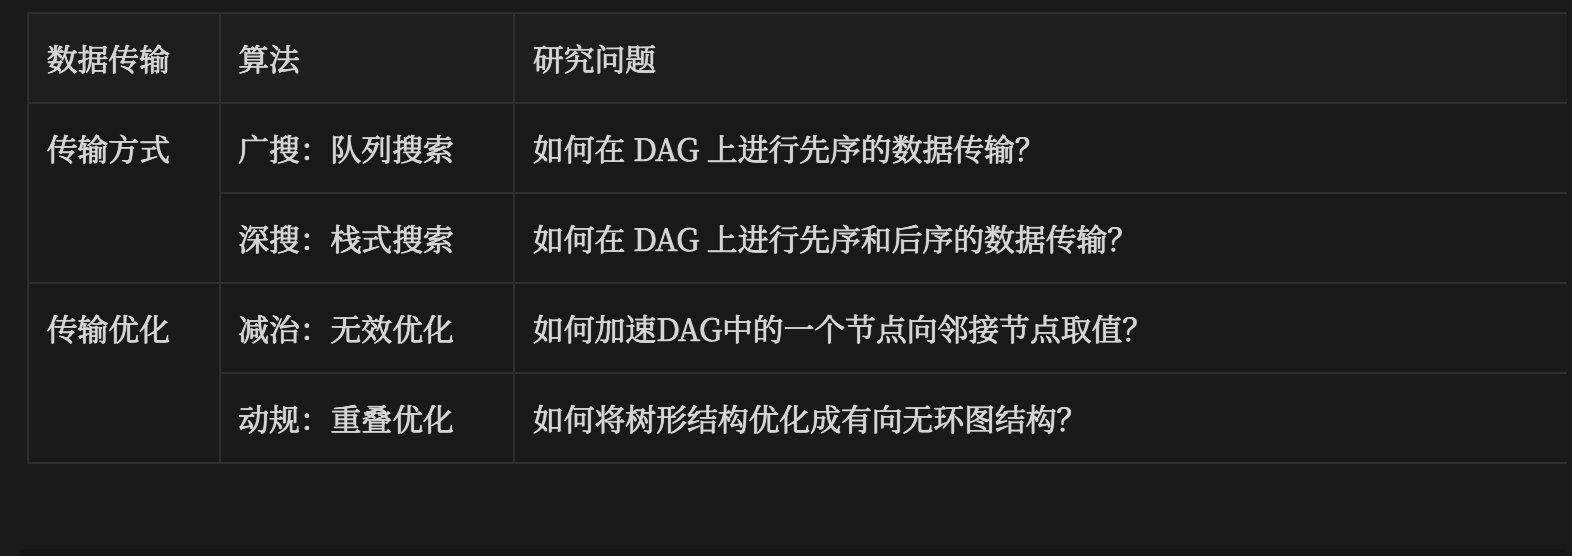 数据传输 算法 研究问题
传输方式 广搜：队列搜索 如何在 DAG 上进行先序的数据传输？
深搜：栈式搜索 如何在 DAG 上进行先序和后序的数据传输？
传输优化 减治：无效优化 如何加速DAG中的一个节点向邻接节点取值？
动规：重叠优化 如何将树形结构优化成有向无环图结构？